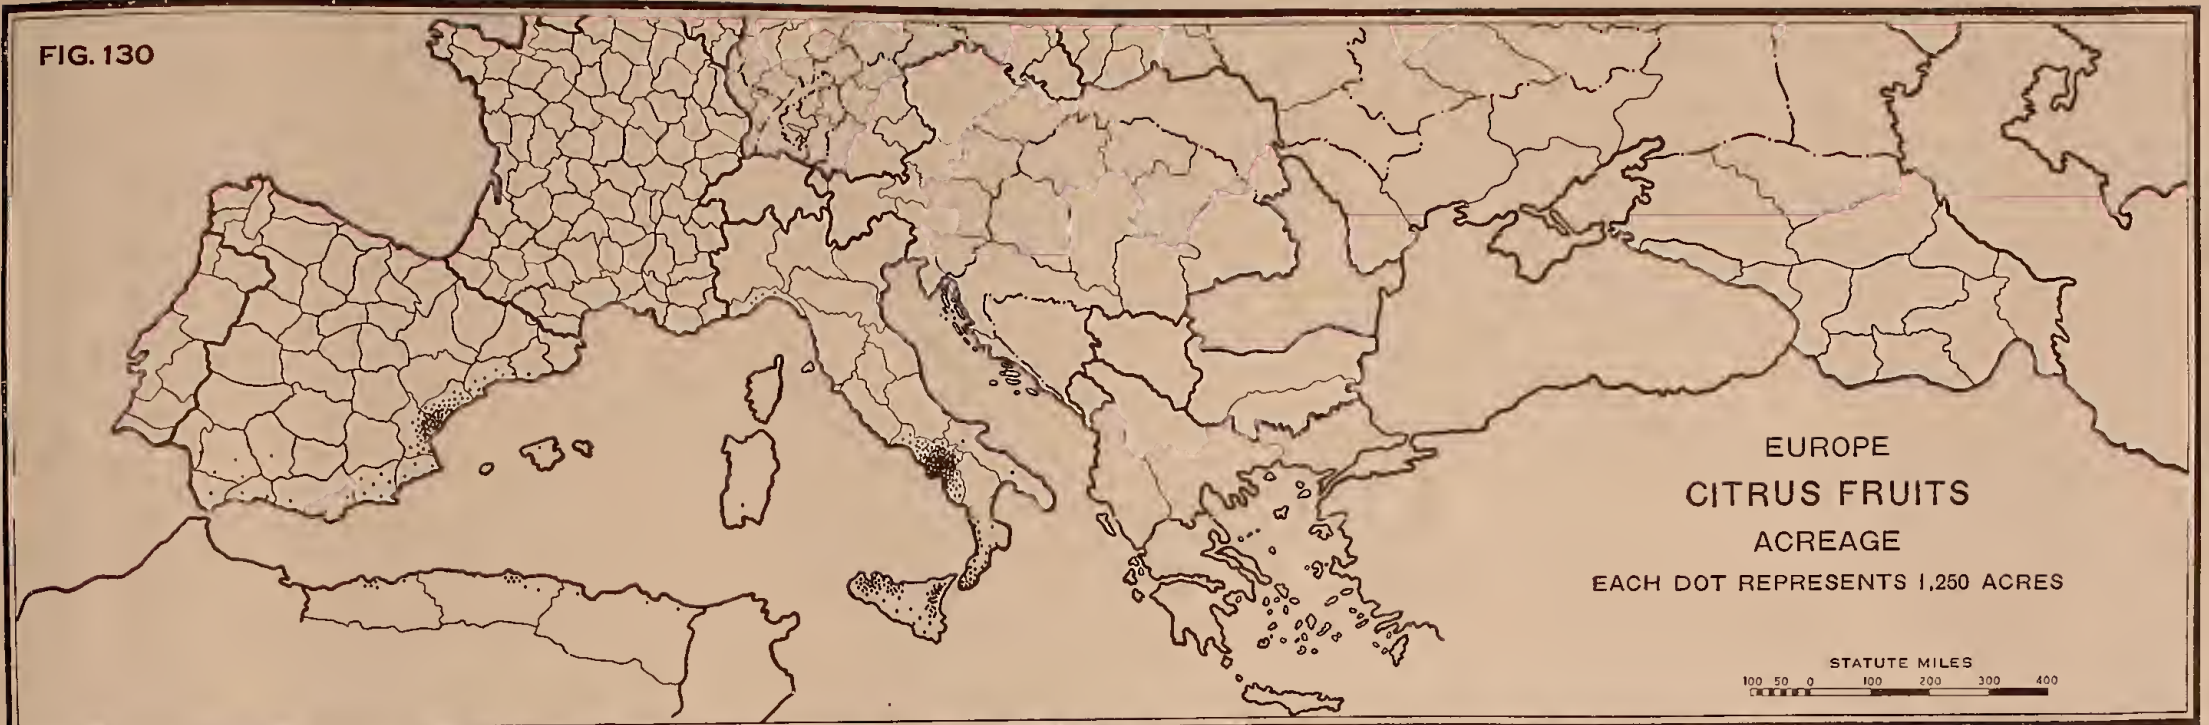 FIG. 130
EUROPE
CITRUS FRUITS
ACREAGE
EACH DOT REPRESENTS 1,250 ACRES
STATUTE MILES
100 50 0 100 200 300 400